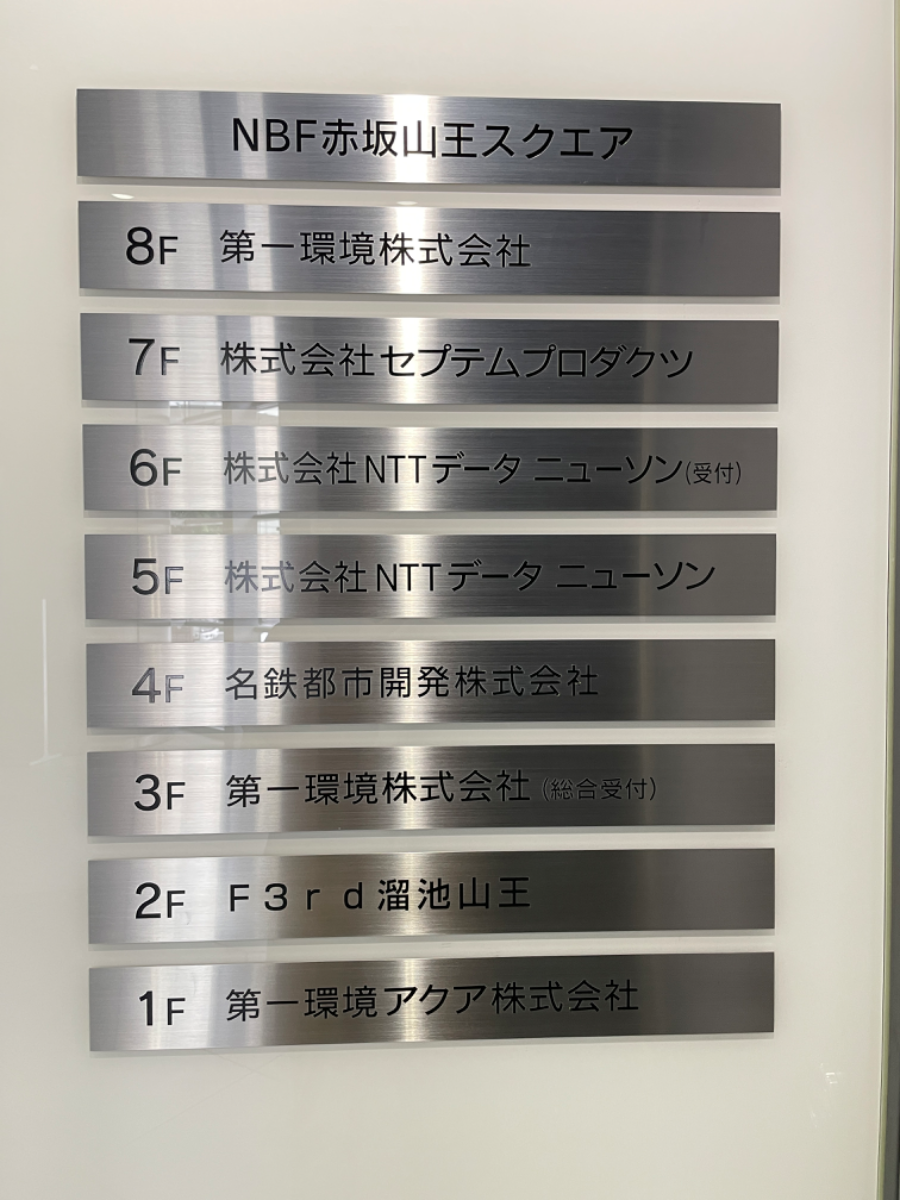 NBF赤坂山王スクエア
8F 第一環境株式会社
7F 株式会社セプテムプロダクツ
6F 株式会社NTTデータ ニューソン(受付)
5F 株式会社NTTデータ ニューソン
4F 名鉄都市開発株式会社
3F 第一環境株式会社(総合受付)
2F F3rd溜池山王
1F 第一環境アクア株式会社